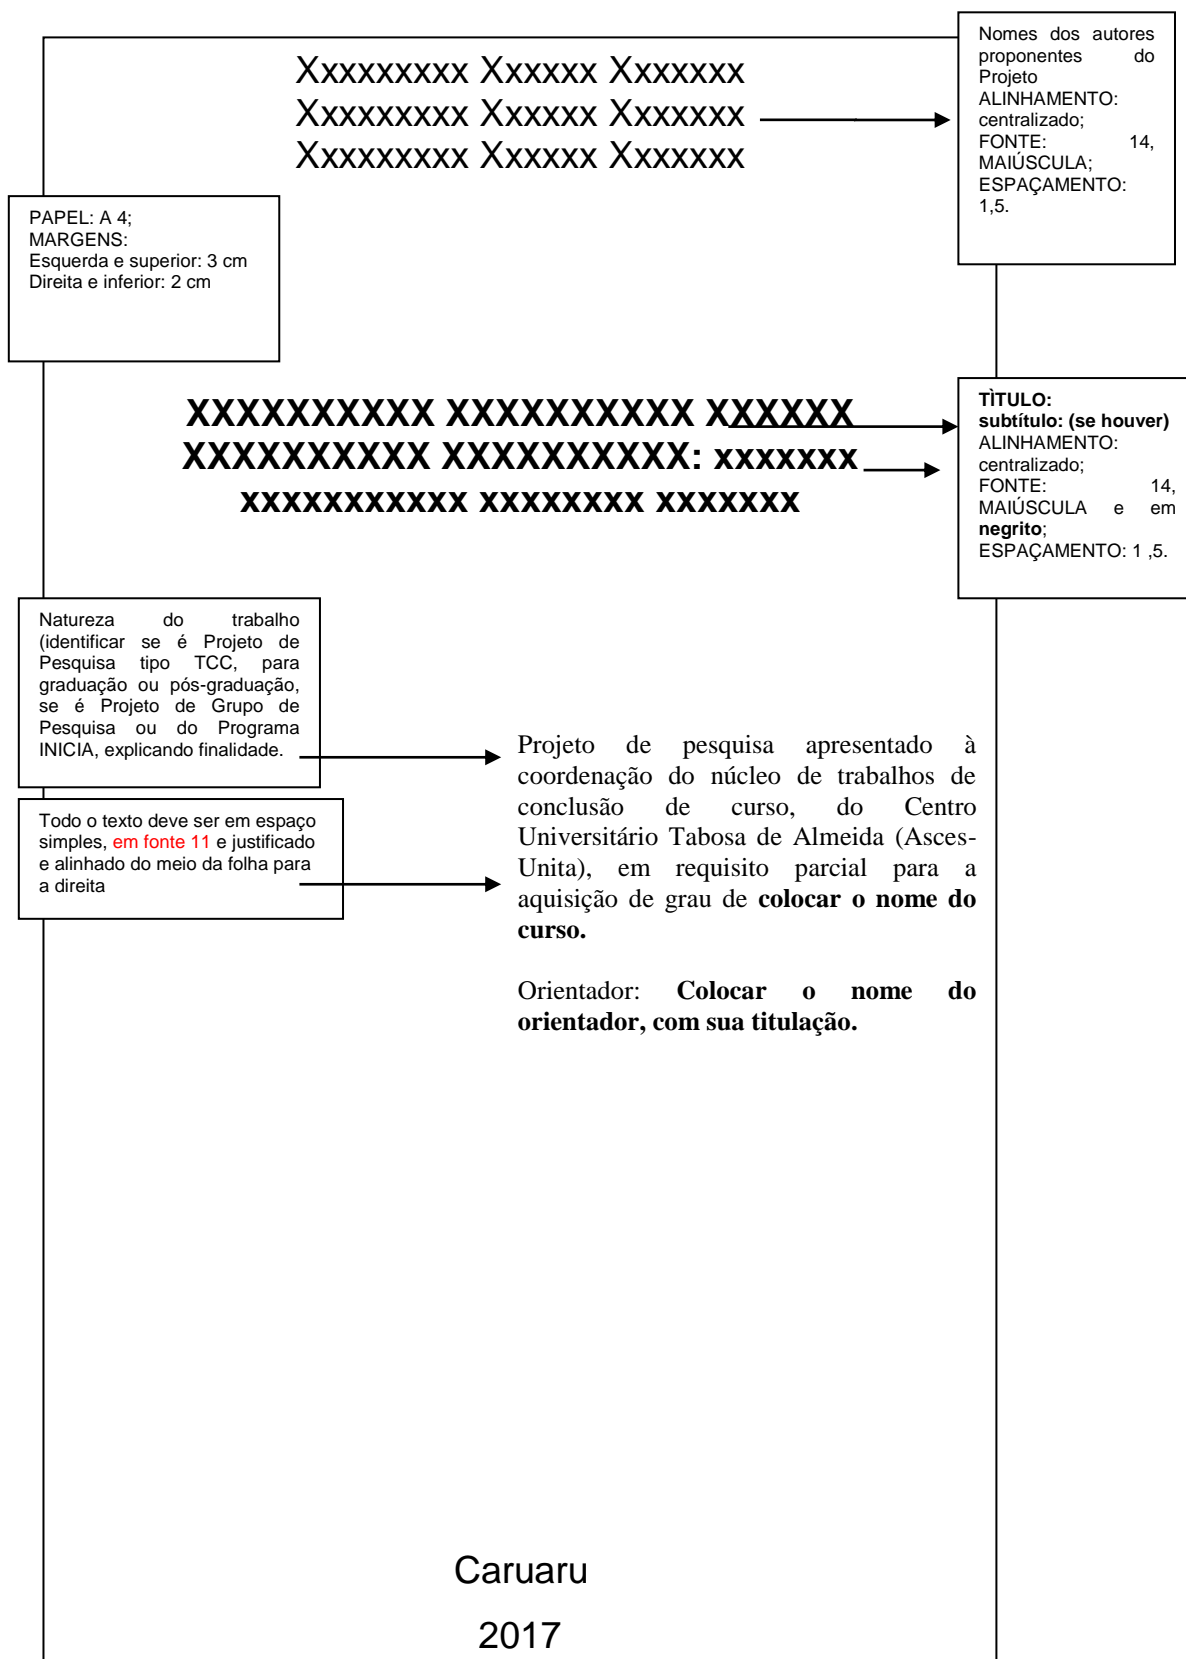 Xxxxxxxxx Xxxxxx Xxxxxxx
Xxxxxxxxx Xxxxxx Xxxxxxx
Xxxxxxxxx Xxxxxx Xxxxxxx
Nomes dos autores
proponentes do
Projeto
ALINHAMENTO:
centralizado;
FONTE: 14,
MAIÚSCULA;
ESPAÇAMENTO:
1,5.
PAPEL: A 4;
MARGENS:
Esquerda e superior: 3 cm
Direita e inferior: 2 cm
XXXXXXXXXX XXXXXXXXXX XXXXXX
XXXXXXXXXX XXXXXXXXXX: xxxxxxx
xxxxxxxxxxx xxxxxxxx xxxxxxx
TÌTULO:
subtítulo: (se houver)
ALINHAMENTO:
centralizado;
FONTE: 14,
MAIÚSCULA e em
negrito;
ESPAÇAMENTO: 1 ,5.
Natureza do trabalho
(identificar se é Projeto de
Pesquisa tipo TCC, para
graduação ou pós-graduação,
se é Projeto de Grupo de
Pesquisa ou do Programa
INICIA, explicando finalidade.
Todo o texto deve ser em espaço
simples, em fonte 11 e justificado
e alinhado do meio da folha para
a direita
Projeto de pesquisa apresentado à
coordenação do núcleo de trabalhos de
conclusão de curso, do Centro
Universitário Tabosa de Almeida (Asces-
Unita), em requisito parcial para a
aquisição de grau de colocar o nome do
curso.
Orientador: Colocar o nome do
orientador, com sua titulação.
Caruaru
2017